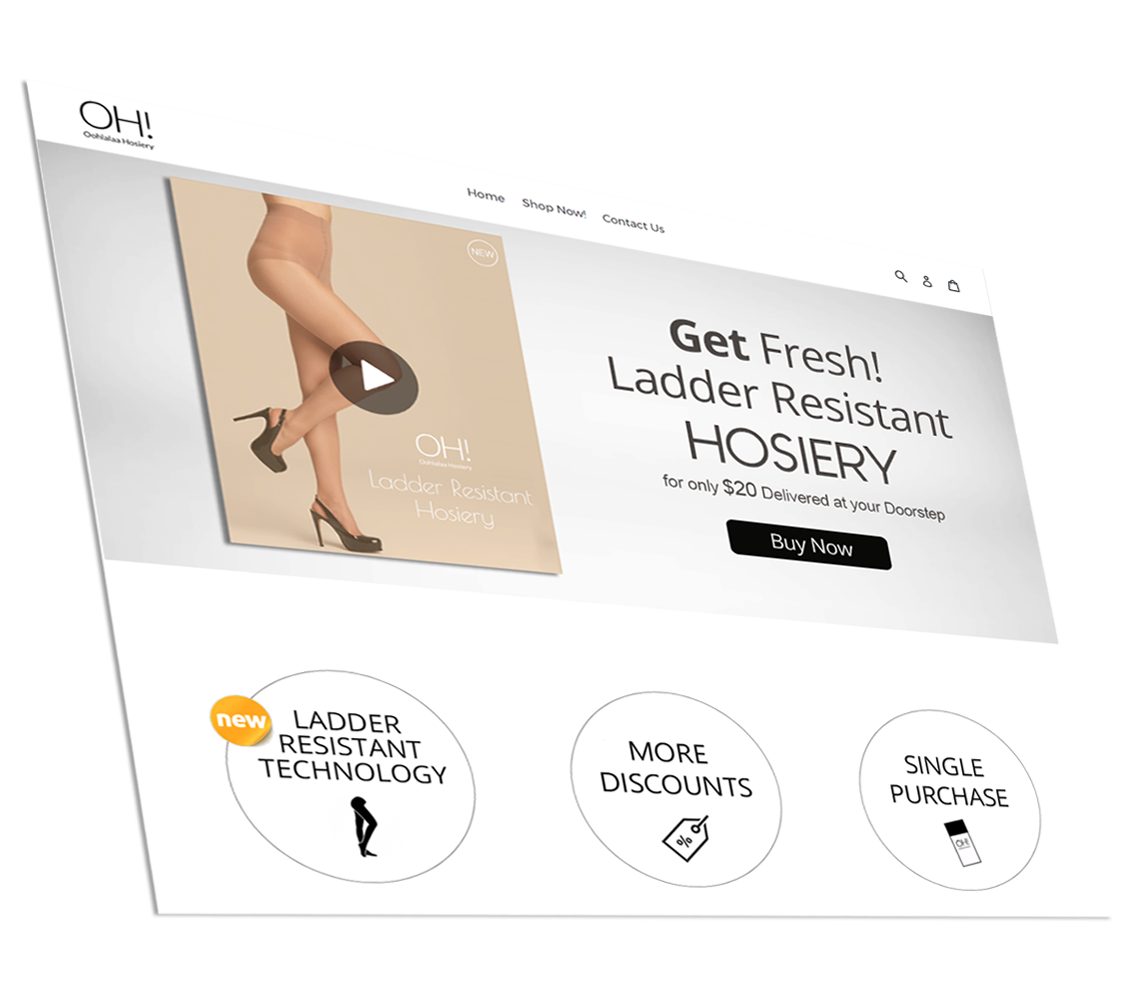 OH!
Oohlalaa Hosiery
Home Shop Now! Contact Us
NEW
OH!
OoHlalaa Hosiery
Ladder Resistant
Hosiery
Get Fresh!
Ladder Resistant
HOSIERY
for only $20 Delivered at your Doorstep
Buy Now
new
LADDER
RESISTANT
TECHNOLOGY
MORE
DISCOUNTS
%
SINGLE
PURCHASE
OH!